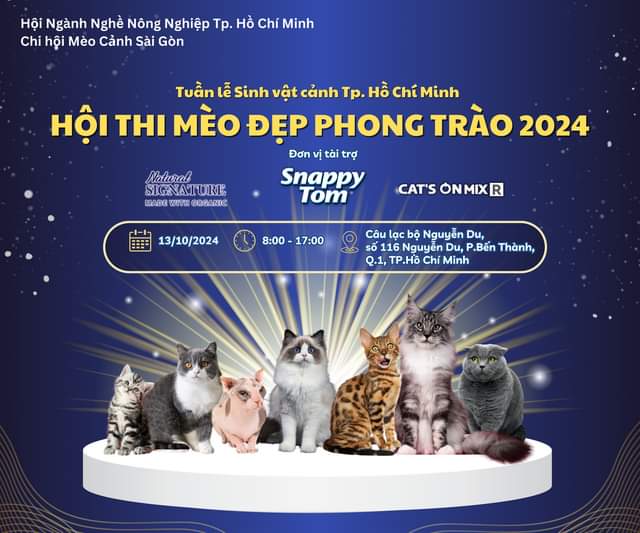 Hội Ngành Nghề Nông Nghiệp Tp. Hồ Chí Minh
Chi hội Mèo Cảnh Sài Gòn
Tuần lễ Sinh vật cảnh Tp. Hồ Chí Minh
HỘI THI MÈO ĐẸP PHONG TRÀO 2024
Đơn vị tài trợ
Natural
SIGNATURE
MADE WITH ORGANIC
Snappy
Tom
CAT'S ON MIX R
13/10/2024
8:00 - 17:00
Câu lạc bộ Nguyễn Du,
số 116 Nguyễn Du, P.Bến Thành,
Q.1, TP.Hồ Chí Minh